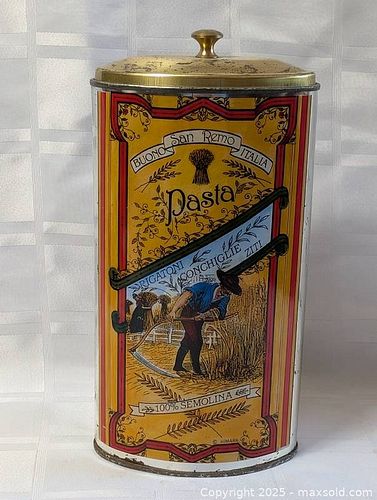 San Remo
BUONO ITALIA
Pasta
RIGATONI CONCHIGLIE ZITI
100% SEMOLINA
Copyright © 2025 - maxsold.com